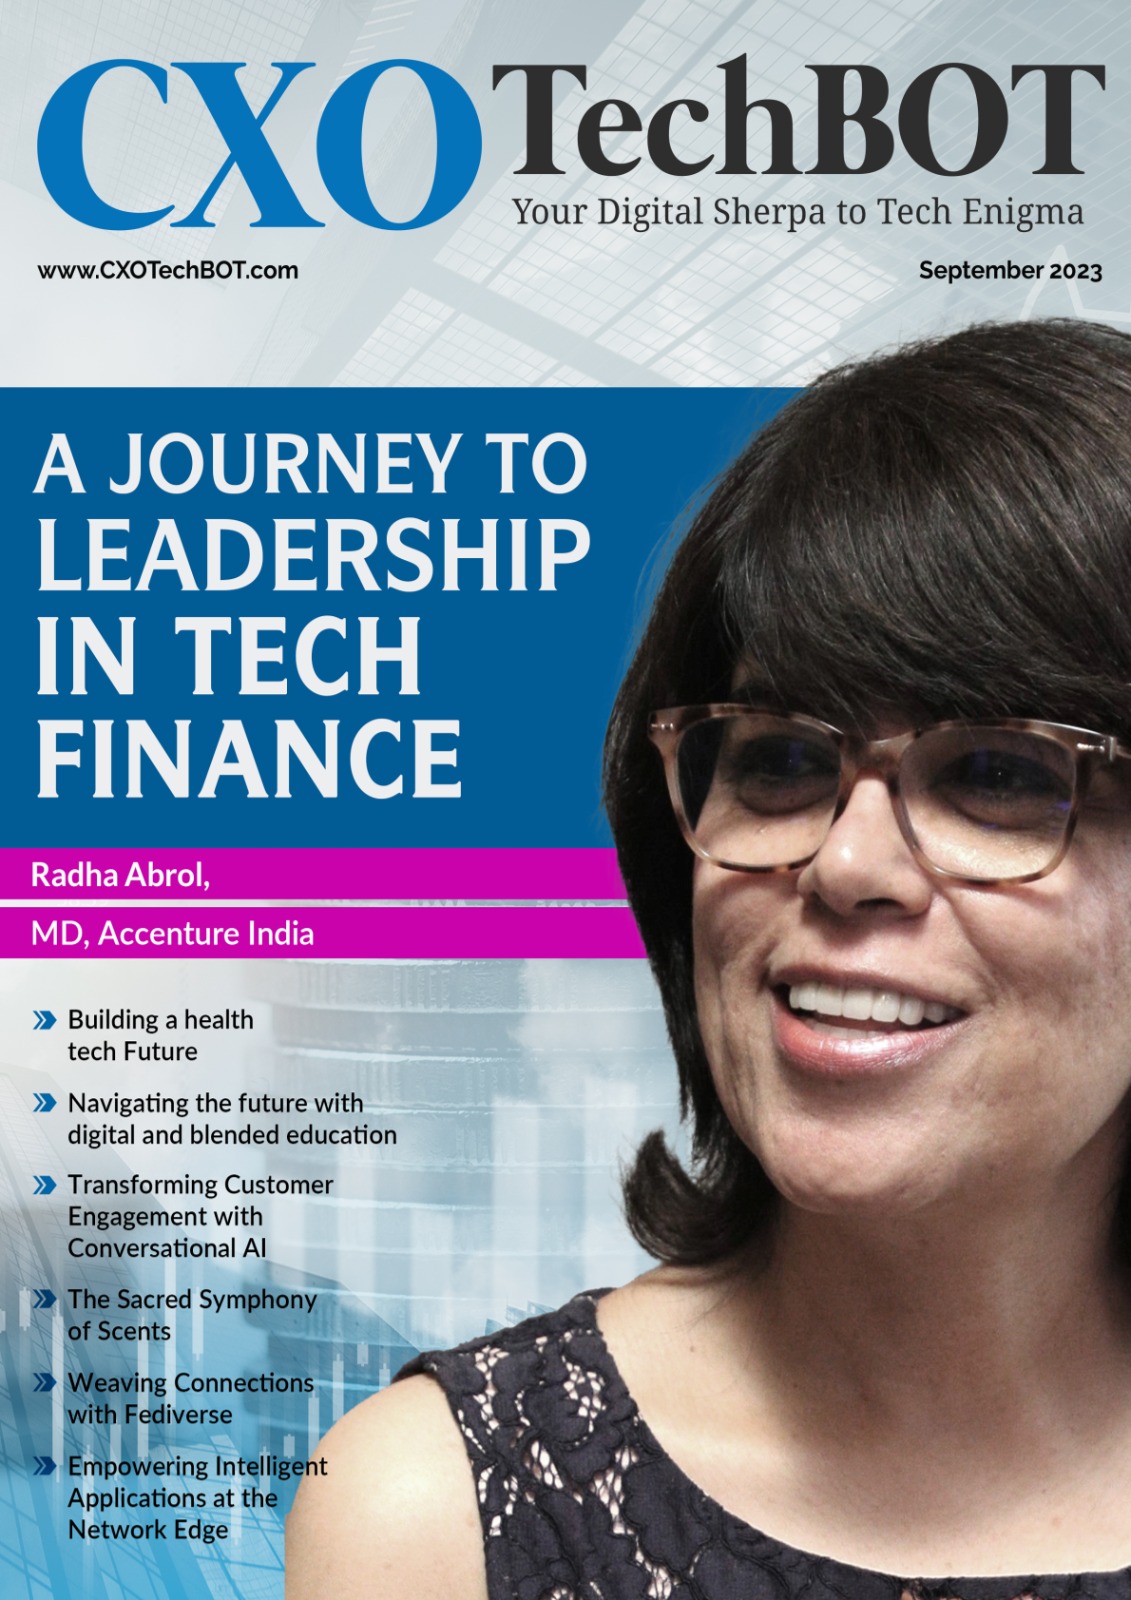 CXO TechBOT
Your Digital Sherpa to Tech Enigma
www.CXOTechBOT.com
September 2023
A JOURNEY TO
LEADERSHIP
IN TECH
FINANCE
Radha Abrol,
MD, Accenture India
Building a health
tech Future
Navigating the future with
digital and blended education
Transforming Customer
Engagement with
Conversational AI
The Sacred Symphony
of Scents
Weaving Connections
with Fediverse
Empowering Intelligent
Applications at the
Network Edge